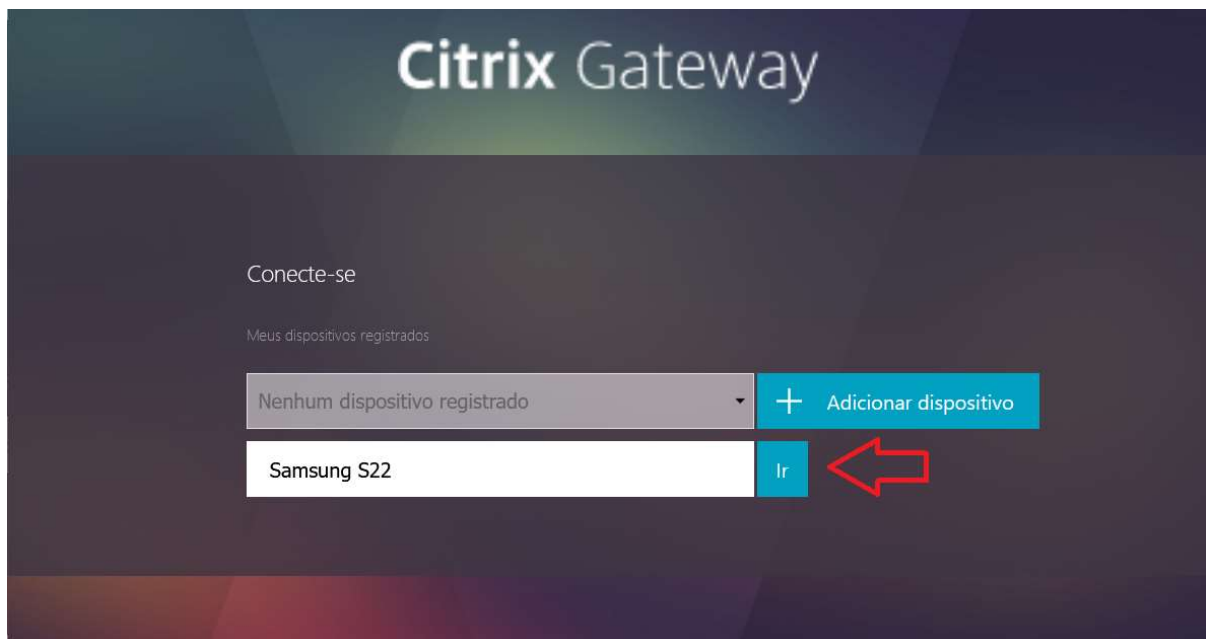 Citrix Gateway
Conecte-se
Meus dispositivos registrados
Nenhum dispositivo registrado
+ Adicionar dispositivo
Samsung S22
Ir